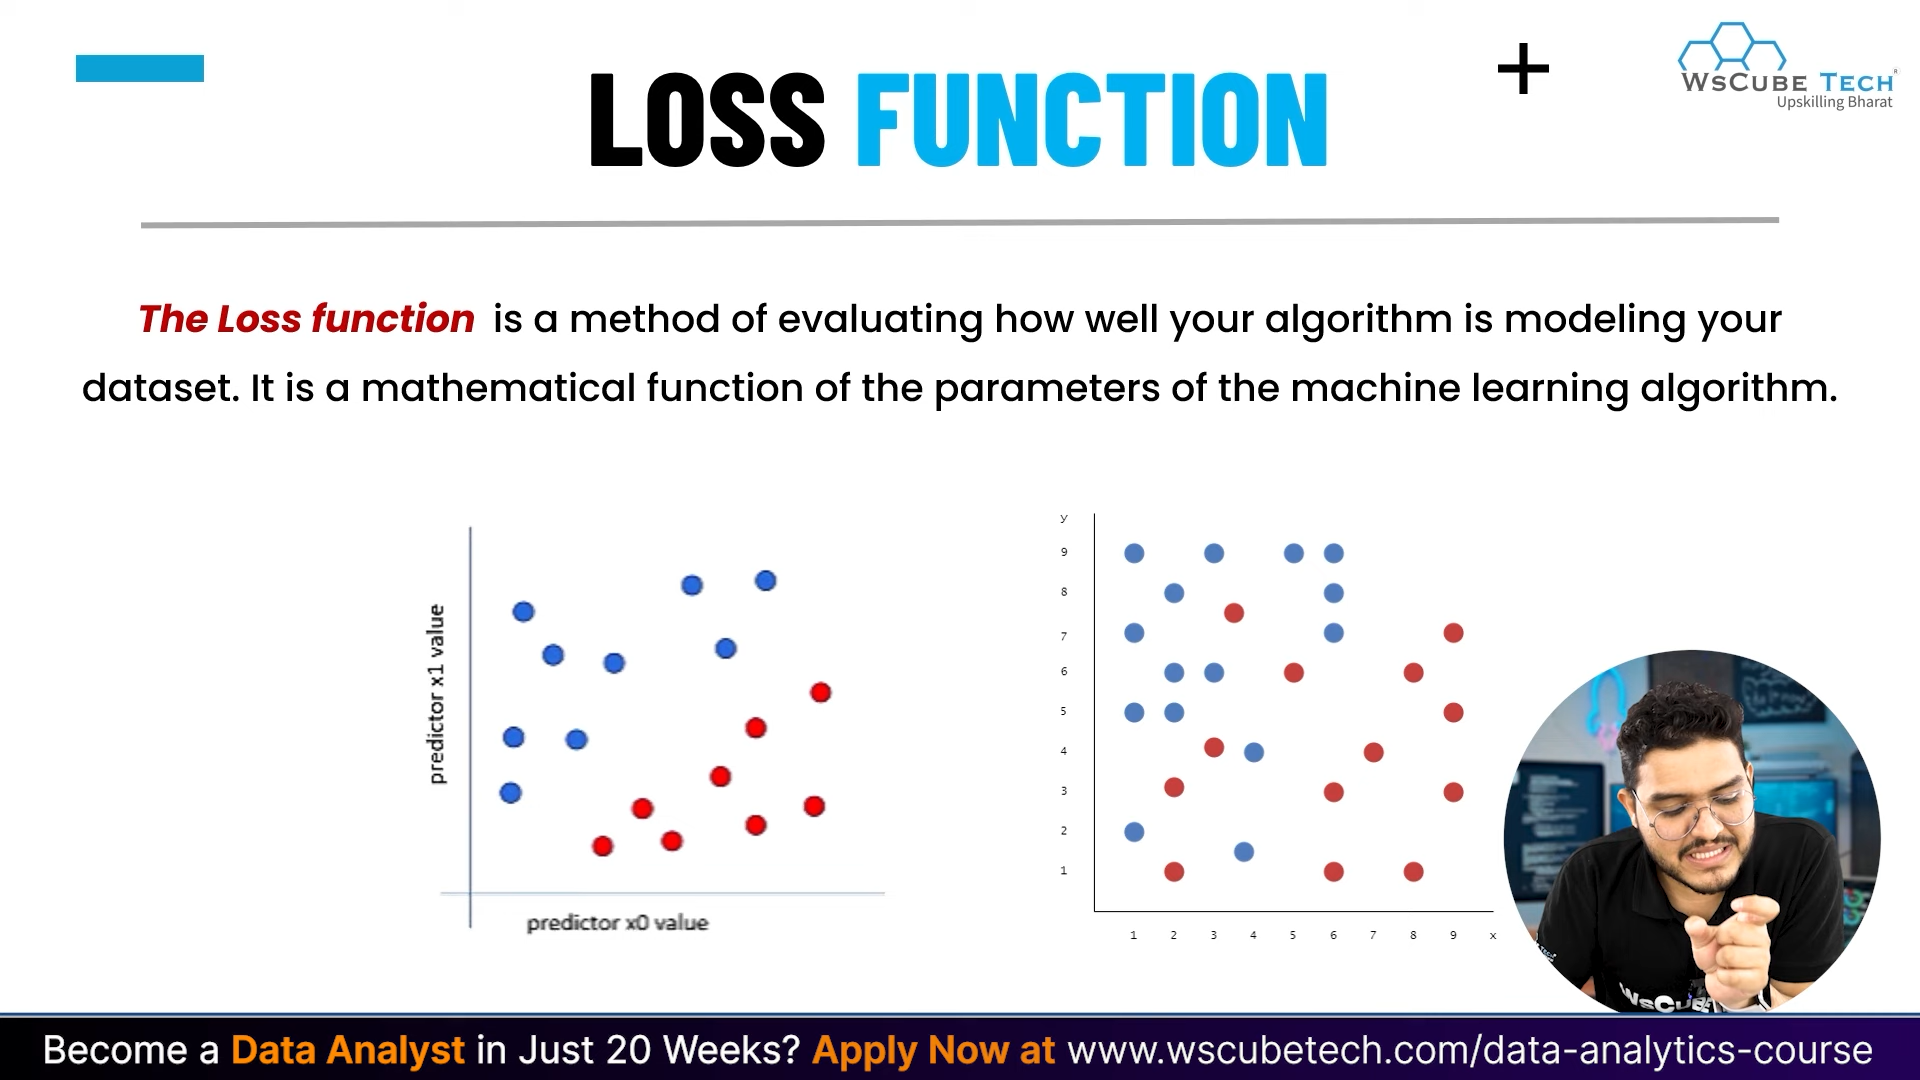 WsCube Tech®
Upskilling Bharat
LOSS FUNCTION
The Loss function is a method of evaluating how well your algorithm is modeling your
dataset. It is a mathematical function of the parameters of the machine learning algorithm.
predictor x1 value
predictor x0 value
y
9
8
7
6
5
4
3
2
1
1 2 3 4 5 6 7 8 9 x
WsCUBE
Become a Data Analyst in Just 20 Weeks? Apply Now at www.wscubetech.com/data-analytics-course